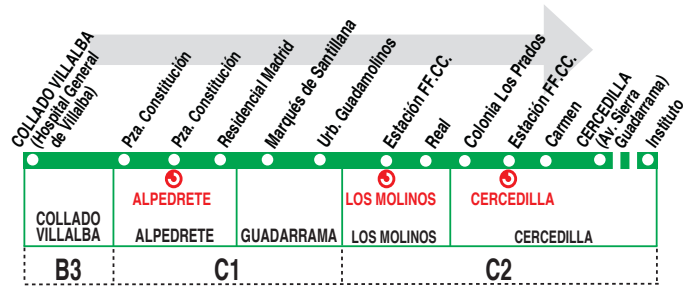 COLLADO VILLALBA
(Hospital General
de Villalba)
Pza. Constitución
Pza. Constitución
Residencial Madrid
Marqués de Santillana
Urb. Guadamolinos
Estación FF.CC.
Real
Colonia Los Prados
Estación FF.CC.
Carmen
CERCEDILLA
(Av. Sierra
Guadarrama)
Instituto
ALPEDRETE
LOS MOLINOS
CERCEDILLA
COLLADO
VILLALBA
ALPEDRETE
GUADARRAMA
LOS MOLINOS
CERCEDILLA
B3
C1
C2